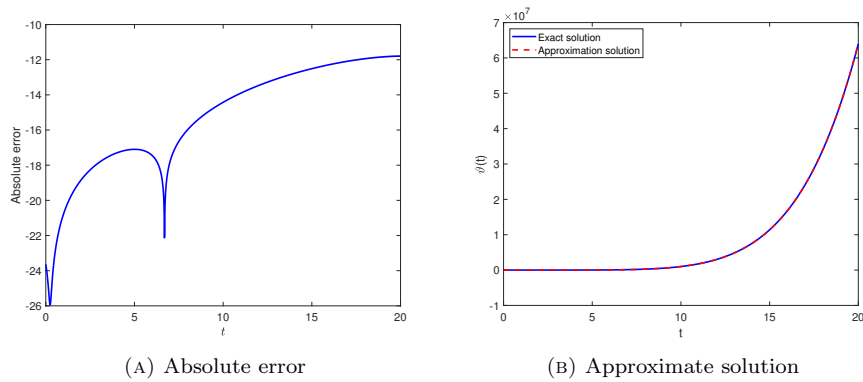 -10
-12
-14
-16
-18
-20
-22
-24
-26
Absolute error
0 5 10 15 20
t
(A) Absolute error
×10^7
7
6
5
4
3
2
1
0
-1
ϑ(t)
Exact solution
Approximation solution
0 5 10 15 20
t
(B) Approximate solution